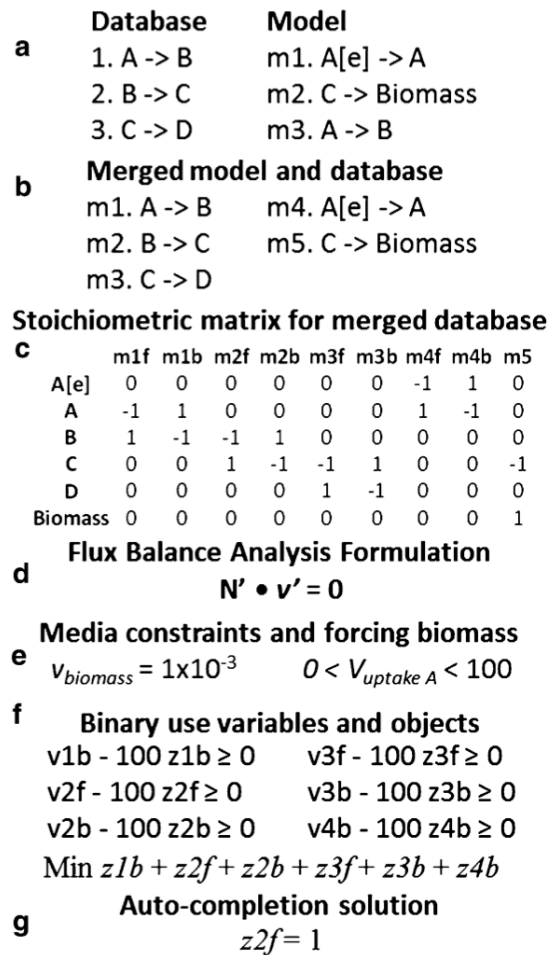 Database Model
a
1. A -> B m1. A[e] -> A
2. B -> C m2. C -> Biomass
3. C -> D m3. A -> B
Merged model and database
b
m1. A -> B m4. A[e] -> A
m2. B -> C m5. C -> Biomass
m3. C -> D
Stoichiometric matrix for merged database
c
m1f m1b m2f m2b m3f m3b m4f m4b m5
A[e] 0 0 0 0 0 0 -1 1 0
A -1 1 0 0 0 0 1 -1 0
B 1 -1 -1 1 0 0 0 0 0
C 0 0 1 -1 -1 1 0 0 -1
D 0 0 0 0 1 -1 0 0 0
Biomass 0 0 0 0 0 0 0 0 1
Flux Balance Analysis Formulation
d
N' • v' = 0
Media constraints and forcing biomass
e
v_biomass = 1x10^-3 0 < V_uptake A < 100
f
Binary use variables and objects
v1b - 100 z1b ≥ 0 v3f - 100 z3f ≥ 0
v2f - 100 z2f ≥ 0 v3b - 100 z3b ≥ 0
v2b - 100 z2b ≥ 0 v4b - 100 z4b ≥ 0
Min z1b + z2f + z2b + z3f + z3b + z4b
Auto-completion solution
g
z2f = 1